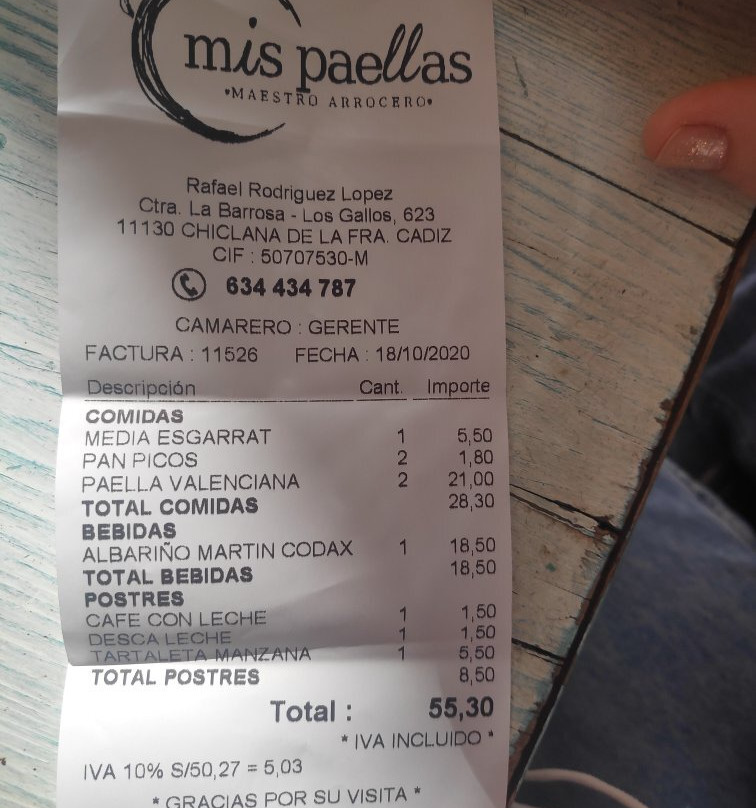 mis paellas
•MAESTRO ARROCERO•
Rafael Rodriguez Lopez
Ctra. La Barrosa - Los Gallos, 623
11130 CHICLANA DE LA FRA. CADIZ
CIF : 50707530-M
634 434 787
CAMARERO : GERENTE
FACTURA : 11526 FECHA : 18/10/2020
Descripción Cant. Importe
COMIDAS
MEDIA ESGARRAT 1 5,50
PAN PICOS 2 1,80
PAELLA VALENCIANA 2 21,00
TOTAL COMIDAS 28,30
BEBIDAS
ALBARIÑO MARTIN CODAX 1 18,50
TOTAL BEBIDAS 18,50
POSTRES
CAFE CON LECHE 1 1,50
DESCA LECHE 1 1,50
TARTALETA MANZANA 1 5,50
TOTAL POSTRES 8,50
Total : 55,30
* IVA INCLUIDO *
IVA 10% S/50,27 = 5,03
* GRACIAS POR SU VISITA *